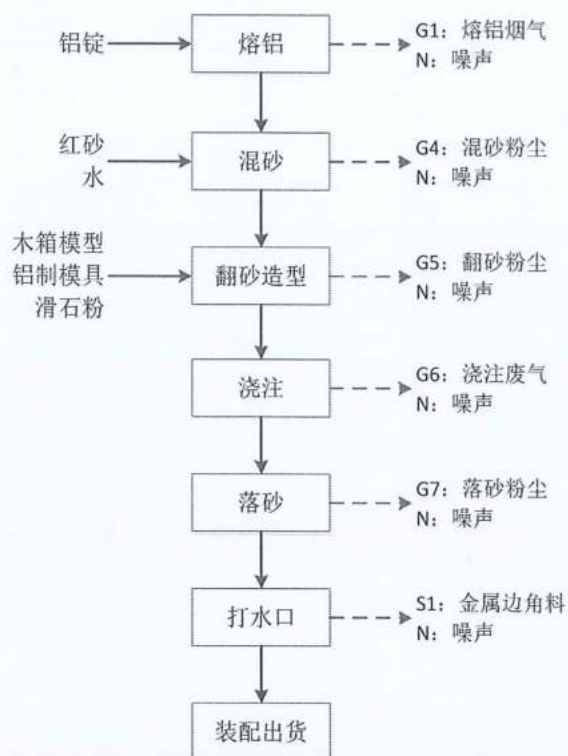 铝锭
熔铝
G1：熔铝烟气
N：噪声
红砂
水
混砂
G4：混砂粉尘
N：噪声
木箱模型
铝制模具
滑石粉
翻砂造型
G5：翻砂粉尘
N：噪声
浇注
G6：浇注废气
N：噪声
落砂
G7：落砂粉尘
N：噪声
打水口
S1：金属边角料
N：噪声
装配出货